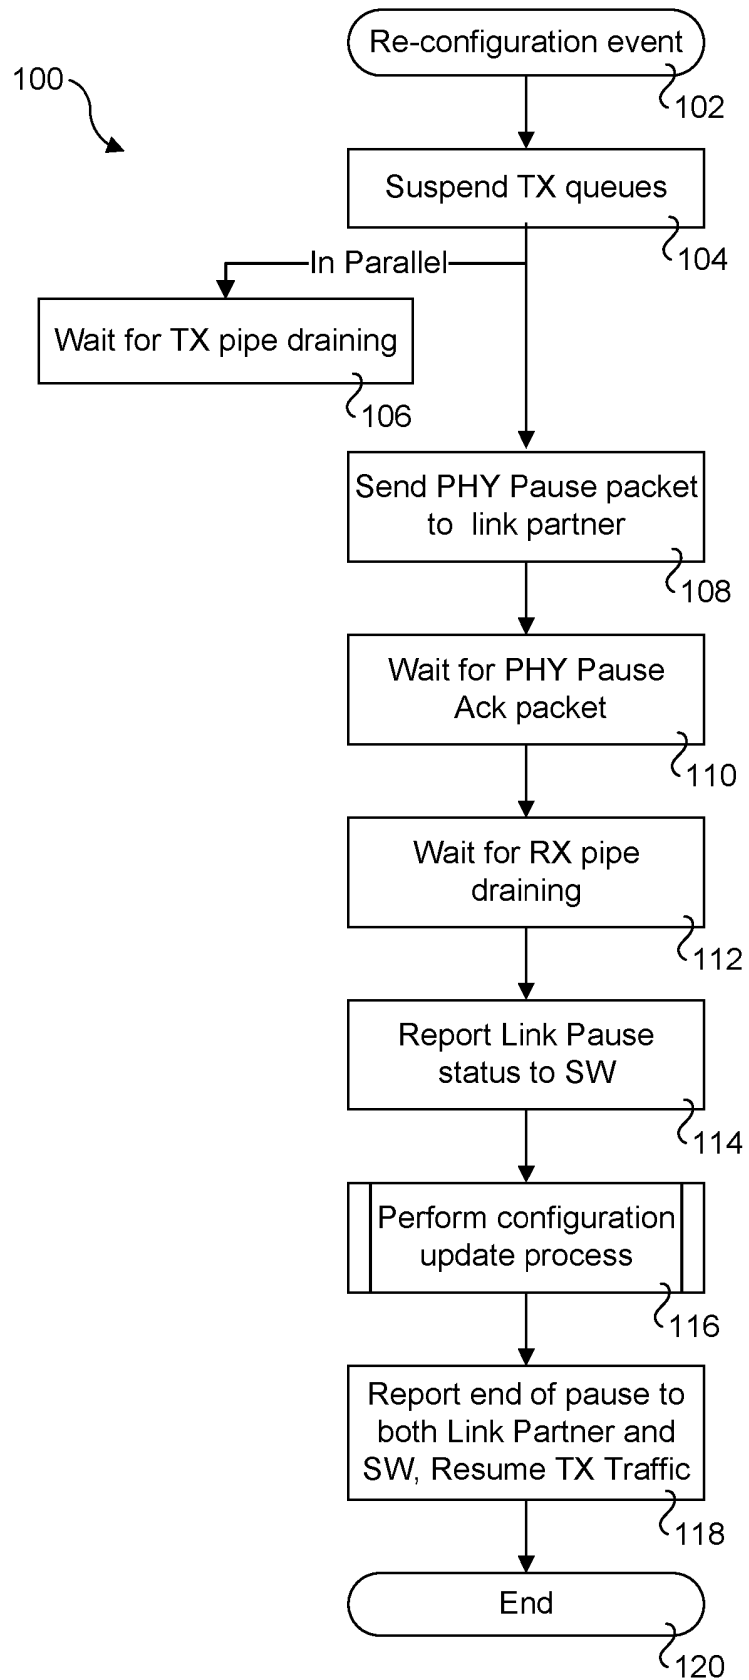 Re-configuration event
100
102
Suspend TX queues
104
In Parallel
Wait for TX pipe draining
106
Send PHY Pause packet
to link partner
108
Wait for PHY Pause
Ack packet
110
Wait for RX pipe
draining
112
Report Link Pause
status to SW
114
Perform configuration
update process
116
Report end of pause to
both Link Partner and
SW, Resume TX Traffic
118
End
120